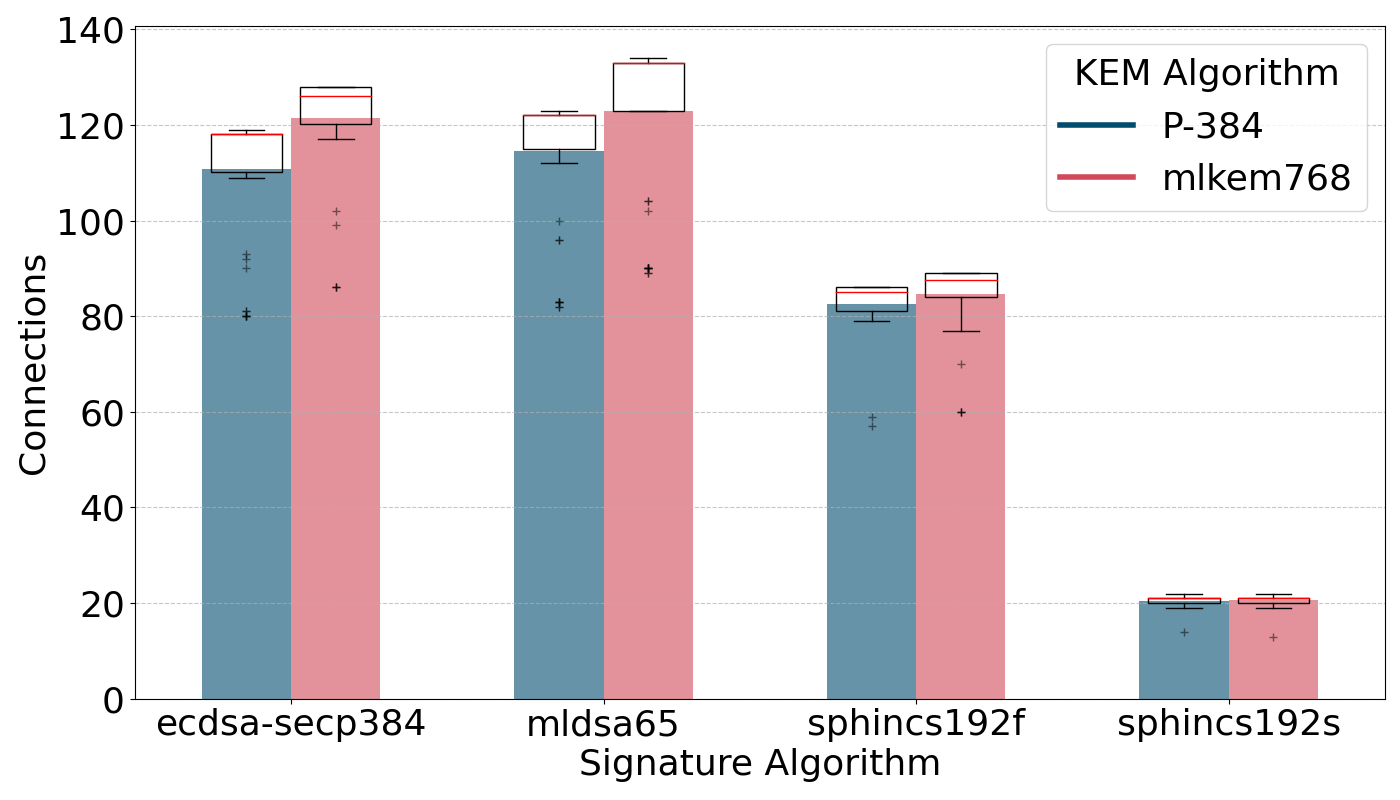 140
120
100
80
60
40
20
0
Connections
KEM Algorithm
P-384
mlkem768
ecdsa-secp384
mldsa65
sphincs192f
sphincs192s
Signature Algorithm